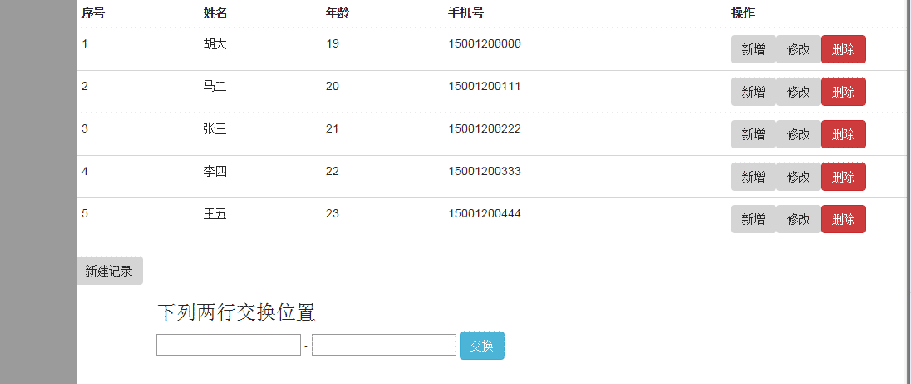 序号 姓名 年龄 手机号 操作
1 胡大 19 15001200000 新增 修改 删除
2 马二 20 15001200111 新增 修改 删除
3 张三 21 15001200222 新增 修改 删除
4 李四 22 15001200333 新增 修改 删除
5 王五 23 15001200444 新增 修改 删除
新建记录
下列两行交换位置
- 交换